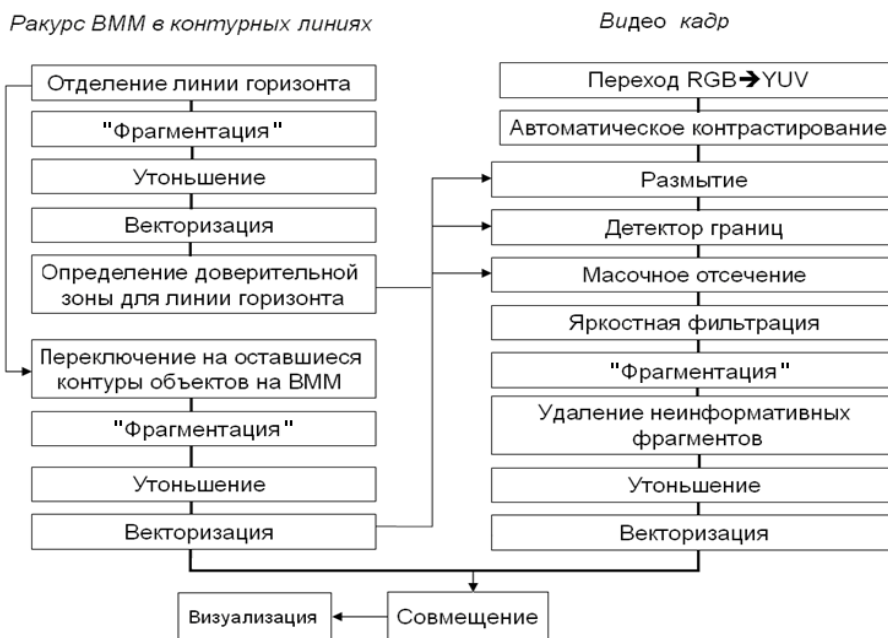 Ракурс ВММ в контурных линиях
Отделение линии горизонта
"Фрагментация"
Утоньшение
Векторизация
Определение доверительной
зоны для линии горизонта
Переключение на оставшиеся
контуры объектов на ВММ
"Фрагментация"
Утоньшение
Векторизация
Видео кадр
Переход RGB➔YUV
Автоматическое контрастирование
Размытие
Детектор границ
Масочное отсечение
Яркостная фильтрация
"Фрагментация"
Удаление неинформативных
фрагментов
Утоньшение
Векторизация
Визуализация
Совмещение